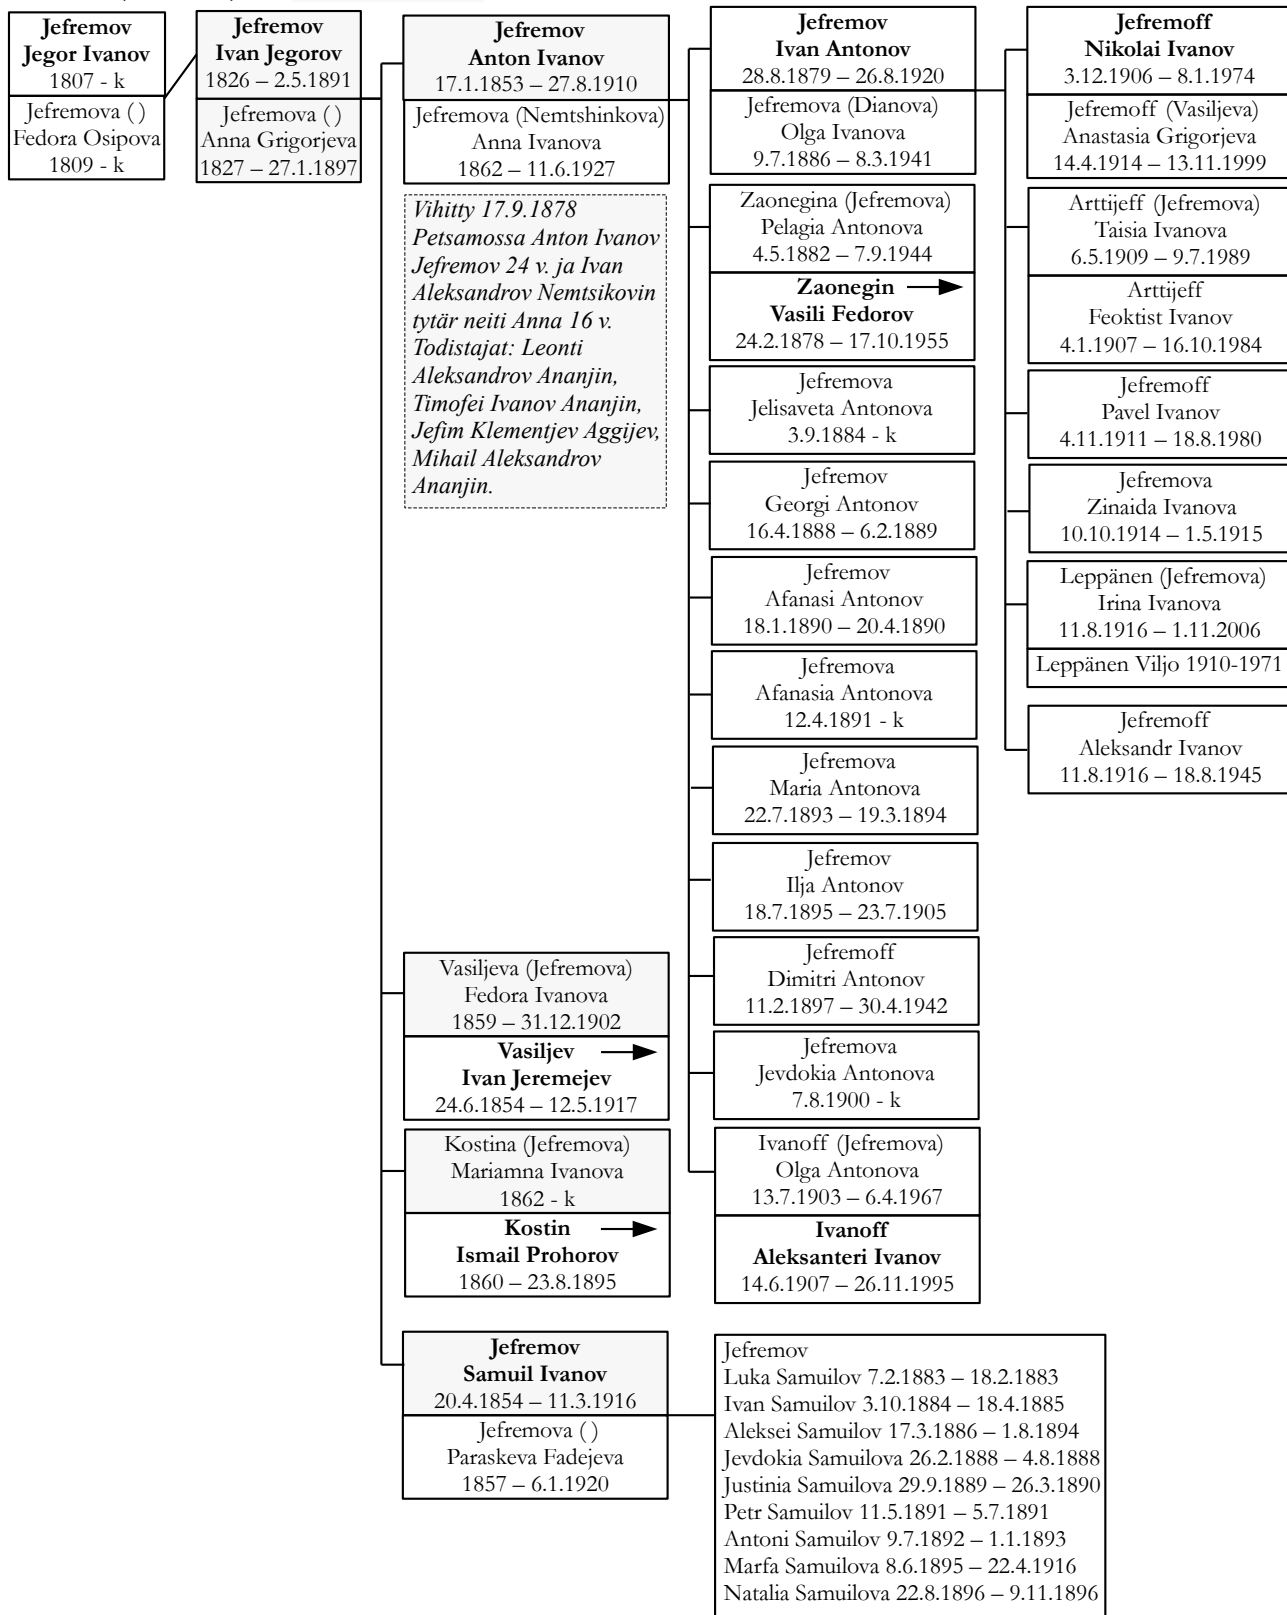 Jefremov
Jegor Ivanov
1807 - k
Jefremova ( )
Fedora Osipova
1809 - k
Jefremov
Ivan Jegorov
1826 – 2.5.1891
Jefremova ( )
Anna Grigorjeva
1827 – 27.1.1897
Jefremov
Anton Ivanov
17.1.1853 – 27.8.1910
Jefremova (Nemtshinkova)
Anna Ivanova
1862 – 11.6.1927
Vihitty 17.9.1878
Petsamossa Anton Ivanov
Jefremov 24 v. ja Ivan
Aleksandrov Nemtsikovin
tytär neiti Anna 16 v.
Todistajat: Leonti
Aleksandrov Ananjin,
Timofei Ivanov Ananjin,
Jefim Klementjev Aggijev,
Mihail Aleksandrov
Ananjin.
Vasiljeva (Jefremova)
Fedora Ivanova
1859 – 31.12.1902
Vasiljev
Ivan Jeremejev
24.6.1854 – 12.5.1917
Kostina (Jefremova)
Mariamna Ivanova
1862 - k
Kostin
Ismail Prohorov
1860 – 23.8.1895
Jefremov
Samuil Ivanov
20.4.1854 – 11.3.1916
Jefremova ( )
Paraskeva Fadejeva
1857 – 6.1.1920
Jefremov
Ivan Antonov
28.8.1879 – 26.8.1920
Jefremova (Dianova)
Olga Ivanova
9.7.1886 – 8.3.1941
Zaonegina (Jefremova)
Pelagia Antonova
4.5.1882 – 7.9.1944
Zaonegin
Vasili Fedorov
24.2.1878 – 17.10.1955
Jefremova
Jelisaveta Antonova
3.9.1884 - k
Jefremov
Georgi Antonov
16.4.1888 – 6.2.1889
Jefremov
Afanasi Antonov
18.1.1890 – 20.4.1890
Jefremova
Afanasia Antonova
12.4.1891 - k
Jefremova
Maria Antonova
22.7.1893 – 19.3.1894
Jefremov
Ilja Antonov
18.7.1895 – 23.7.1905
Jefremoff
Dimitri Antonov
11.2.1897 – 30.4.1942
Jefremova
Jevdokia Antonova
7.8.1900 - k
Ivanoff (Jefremova)
Olga Antonova
13.7.1903 – 6.4.1967
Ivanoff
Aleksanteri Ivanov
14.6.1907 – 26.11.1995
Jefremov
Luka Samuilov 7.2.1883 – 18.2.1883
Ivan Samuilov 3.10.1884 – 18.4.1885
Aleksei Samuilov 17.3.1886 – 1.8.1894
Jevdokia Samuilova 26.2.1888 – 4.8.1888
Justinia Samuilova 29.9.1889 – 26.3.1890
Petr Samuilov 11.5.1891 – 5.7.1891
Antoni Samuilov 9.7.1892 – 1.1.1893
Marfa Samuilova 8.6.1895 – 22.4.1916
Natalia Samuilova 22.8.1896 – 9.11.1896
Jefremoff
Nikolai Ivanov
3.12.1906 – 8.1.1974
Jefremoff (Vasiljeva)
Anastasia Grigorjeva
14.4.1914 – 13.11.1999
Arttijeff (Jefremova)
Taisia Ivanova
6.5.1909 – 9.7.1989
Arttijeff
Feoktist Ivanov
4.1.1907 – 16.10.1984
Jefremoff
Pavel Ivanov
4.11.1911 – 18.8.1980
Jefremova
Zinaida Ivanova
10.10.1914 – 1.5.1915
Leppänen (Jefremova)
Irina Ivanova
11.8.1916 – 1.11.2006
Leppänen Viljo 1910-1971
Jefremoff
Aleksandr Ivanov
11.8.1916 – 18.8.1945